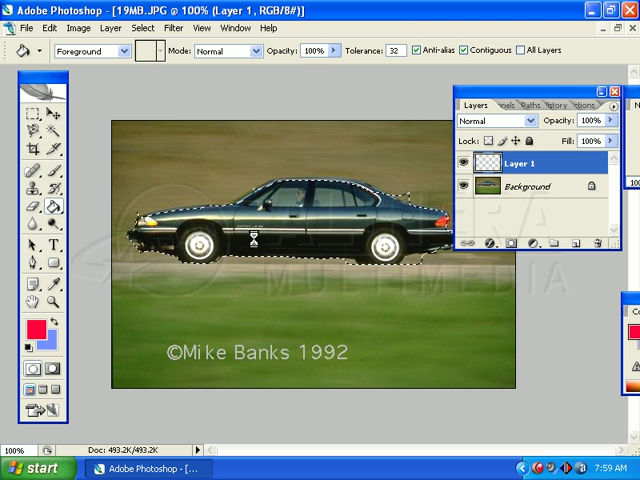 Adobe Photoshop - [19MB.JPG @ 100% (Layer 1, RGB/8#)]
File Edit Image Layer Select Filter View Window Help
Foreground Mode: Normal Opacity: 100% Tolerance: 32 Anti-alias Contiguous All Layers
Layers nnels Paths History ctions
Normal Opacity: 100%
Lock: Fill: 100%
Layer 1
Background
MULTIMEDIA
©Mike Banks 1992
100% Doc: 493.2K/493.2K
start Adobe Photoshop - [... 7:59 AM